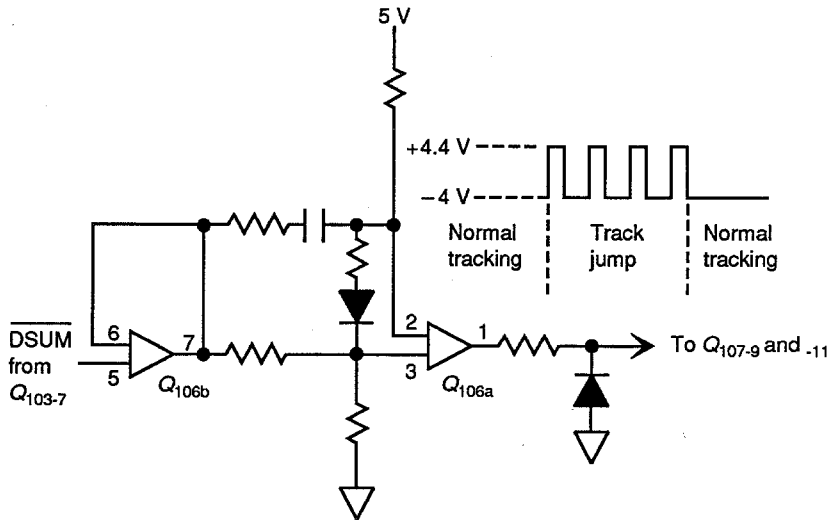 5 V
+4.4 V
−4 V
Normal tracking
Track jump
Normal tracking
DSUM from Q103-7
6
5
7
Q106b
2
3
1
Q106a
To Q107-9 and -11